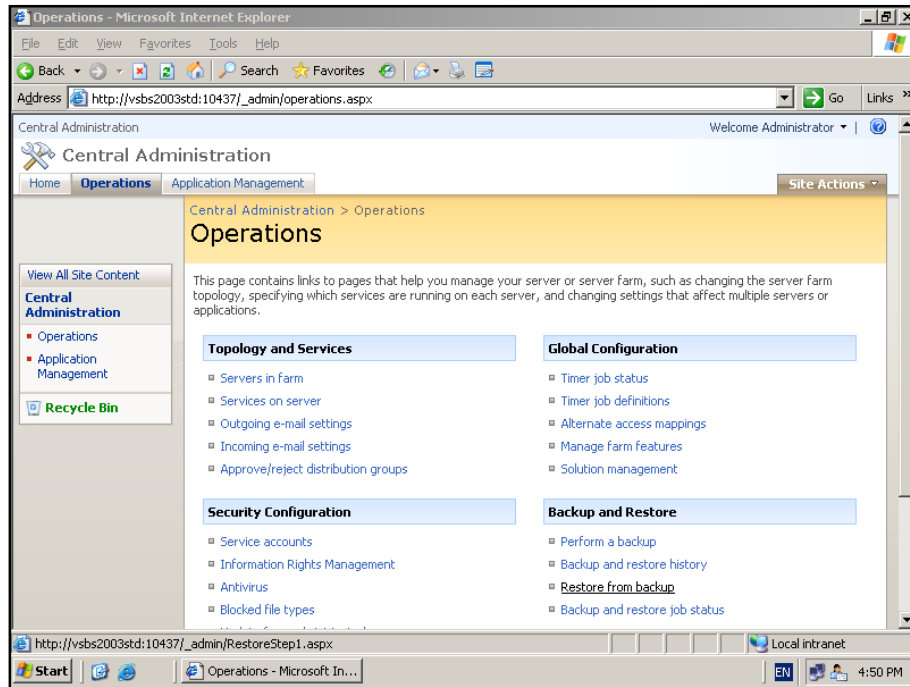 Operations - Microsoft Internet Explorer
File Edit View Favorites Tools Help
Back Search Favorites
Address http://vsbs2003std:10437/_admin/operations.aspx Go Links »
Central Administration Welcome Administrator
Central Administration
Home Operations Application Management Site Actions
Central Administration > Operations
Operations
View All Site Content
Central Administration
Operations
Application Management
Recycle Bin
This page contains links to pages that help you manage your server or server farm, such as changing the server farm
topology, specifying which services are running on each server, and changing settings that affect multiple servers or
applications.
Topology and Services
Servers in farm
Services on server
Outgoing e-mail settings
Incoming e-mail settings
Approve/reject distribution groups
Global Configuration
Timer job status
Timer job definitions
Alternate access mappings
Manage farm features
Solution management
Security Configuration
Service accounts
Information Rights Management
Antivirus
Blocked file types
Backup and Restore
Perform a backup
Backup and restore history
Restore from backup
Backup and restore job status
http://vsbs2003std:10437/_admin/RestoreStep1.aspx Local intranet
Start Operations - Microsoft In... EN 4:50 PM